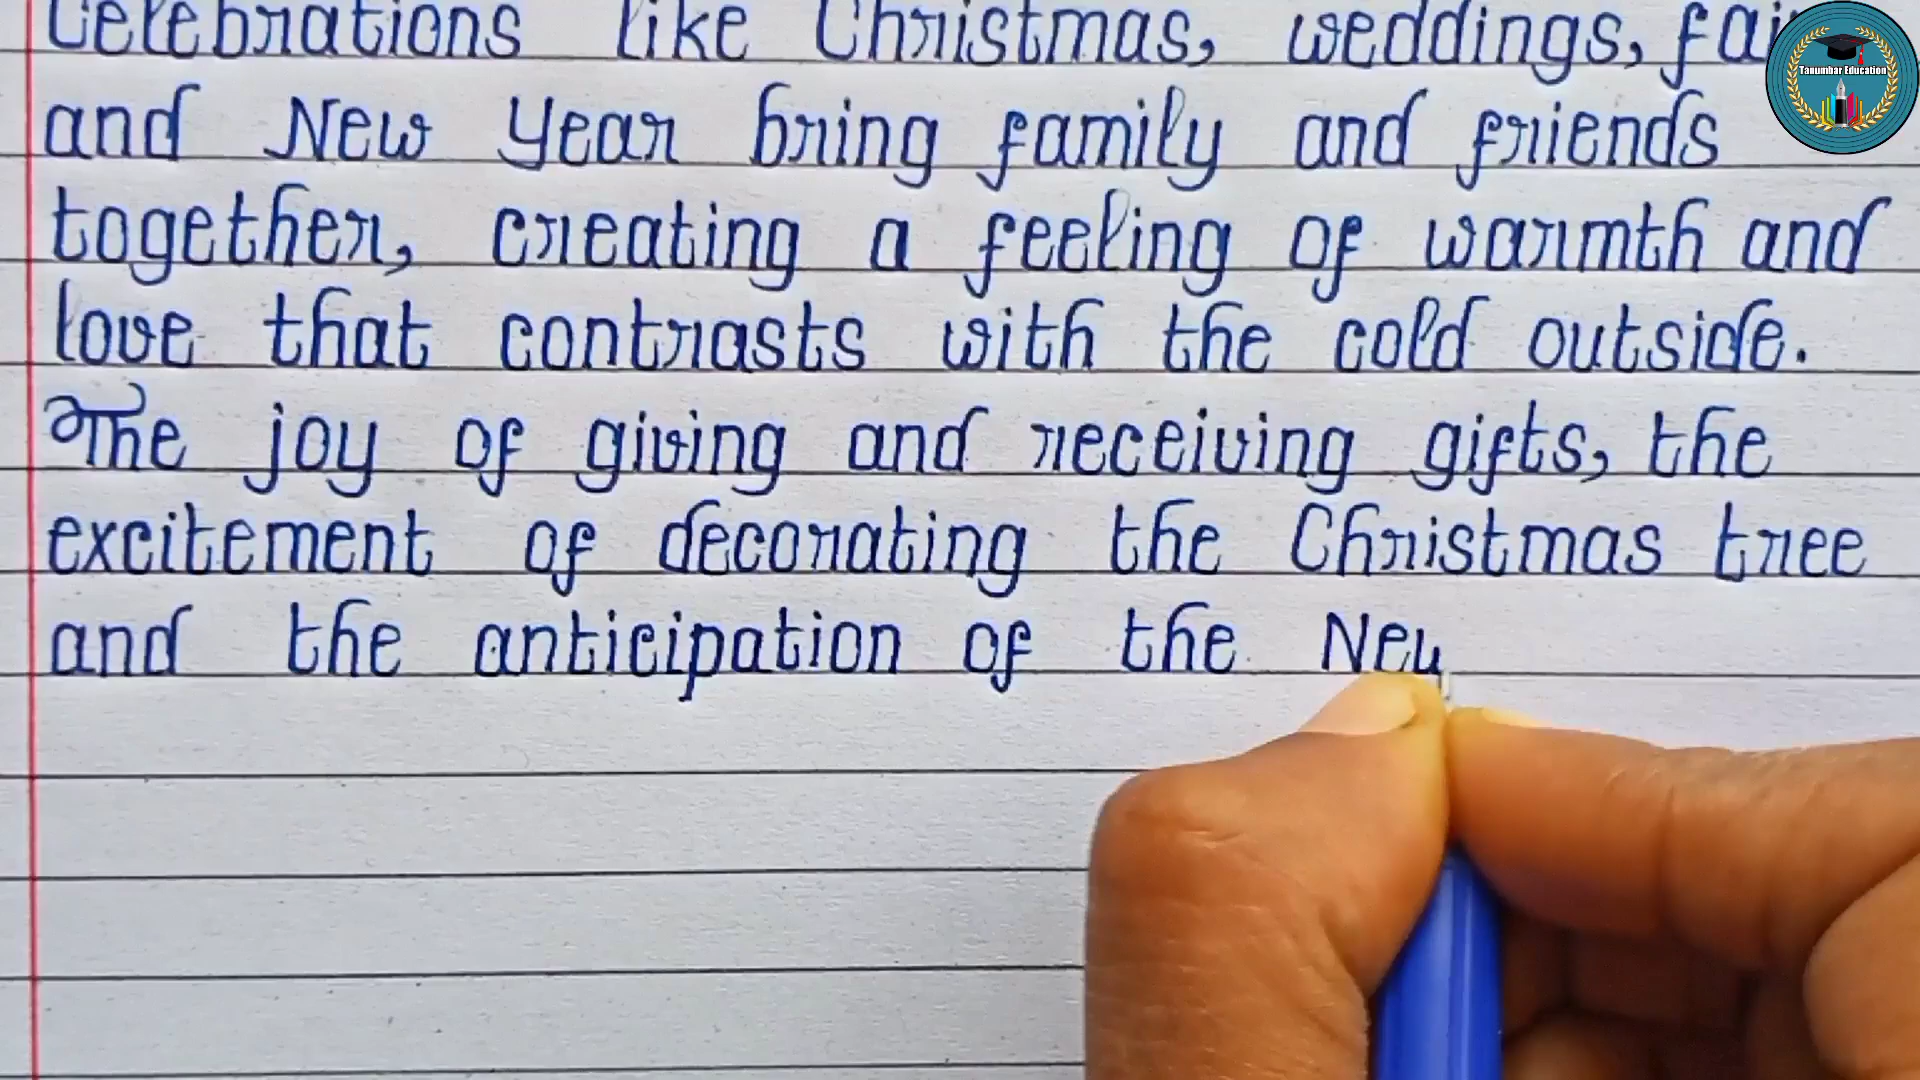 Celebrations like Christmas, weddings,
and New Year bring family and friends
together, creating a feeling of warmth and
love that contrasts with the cold outside.
The joy of giving and receiving gifts, the
excitement of decorating the Christmas tree
and the anticipation of the
Tanumbar Education